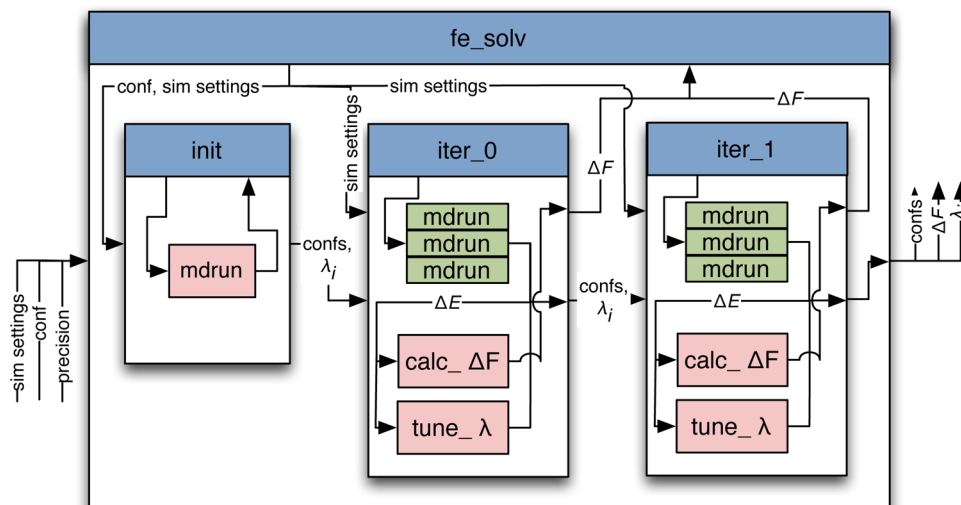 fe_solv
conf, sim settings
sim settings
ΔF
init
sim settings
iter_0
ΔF
iter_1
mdrun
mdrun
mdrun
mdrun
mdrun
mdrun
mdrun
confs,
λi
confs,
λi
ΔE
ΔE
calc_ ΔF
calc_ ΔF
tune_ λ
tune_ λ
sim settings
conf
precision
confs
ΔF
λi